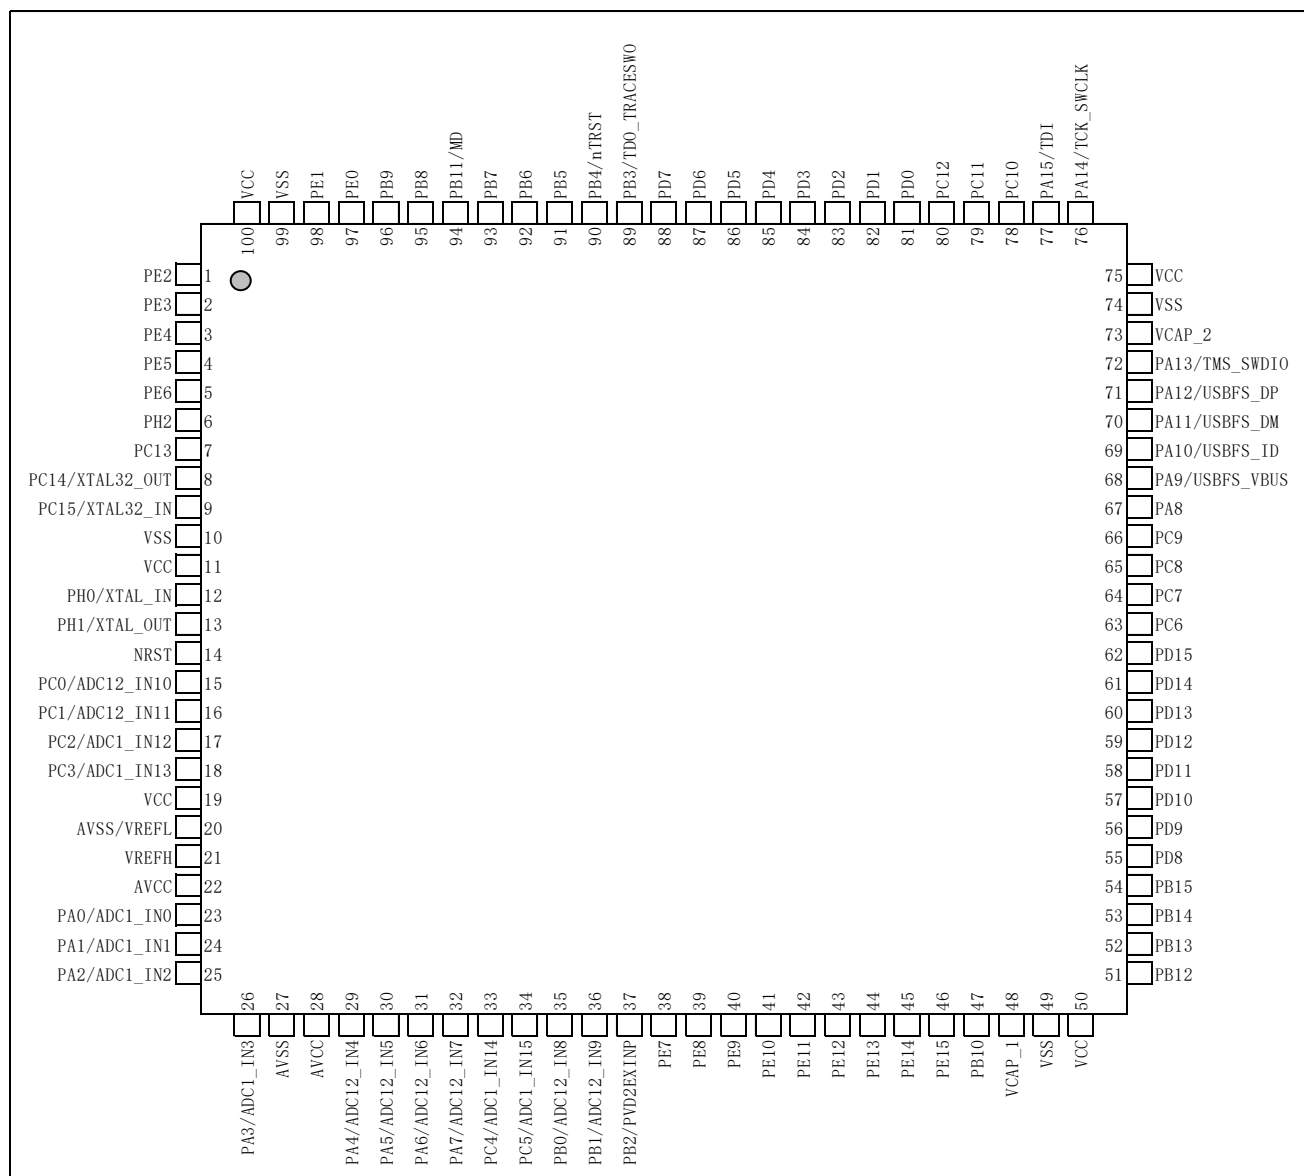 VCC
VSS
PE1
PE0
PB9
PB8
PB11/MD
PB7
PB6
PB5
PB4/nTRST
PB3/TDO_TRACESWO
PD7
PD6
PD5
PD4
PD3
PD2
PD1
PD0
PC12
PC11
PC10
PA15/TDI
PA14/TCK_SWCLK
100
99
98
97
96
95
94
93
92
91
90
89
88
87
86
85
84
83
82
81
80
79
78
77
76
PE2 1
PE3 2
PE4 3
PE5 4
PE6 5
PH2 6
PC13 7
PC14/XTAL32_OUT 8
PC15/XTAL32_IN 9
VSS 10
VCC 11
PH0/XTAL_IN 12
PH1/XTAL_OUT 13
NRST 14
PC0/ADC12_IN10 15
PC1/ADC12_IN11 16
PC2/ADC1_IN12 17
PC3/ADC1_IN13 18
VCC 19
AVSS/VREFL 20
VREFH 21
AVCC 22
PA0/ADC1_IN0 23
PA1/ADC1_IN1 24
PA2/ADC1_IN2 25
75 VCC
74 VSS
73 VCAP_2
72 PA13/TMS_SWDIO
71 PA12/USBFS_DP
70 PA11/USBFS_DM
69 PA10/USBFS_ID
68 PA9/USBFS_VBUS
67 PA8
66 PC9
65 PC8
64 PC7
63 PC6
62 PD15
61 PD14
60 PD13
59 PD12
58 PD11
57 PD10
56 PD9
55 PD8
54 PB15
53 PB14
52 PB13
51 PB12
26
27
28
29
30
31
32
33
34
35
36
37
38
39
40
41
42
43
44
45
46
47
48
49
50
PA3/ADC1_IN3
AVSS
AVCC
PA4/ADC12_IN4
PA5/ADC12_IN5
PA6/ADC12_IN6
PA7/ADC12_IN7
PC4/ADC1_IN14
PC5/ADC1_IN15
PB0/ADC12_IN8
PB1/ADC12_IN9
PB2/PVD2EXINP
PE7
PE8
PE9
PE10
PE11
PE12
PE13
PE14
PE15
PB10
VCAP_1
VSS
VCC